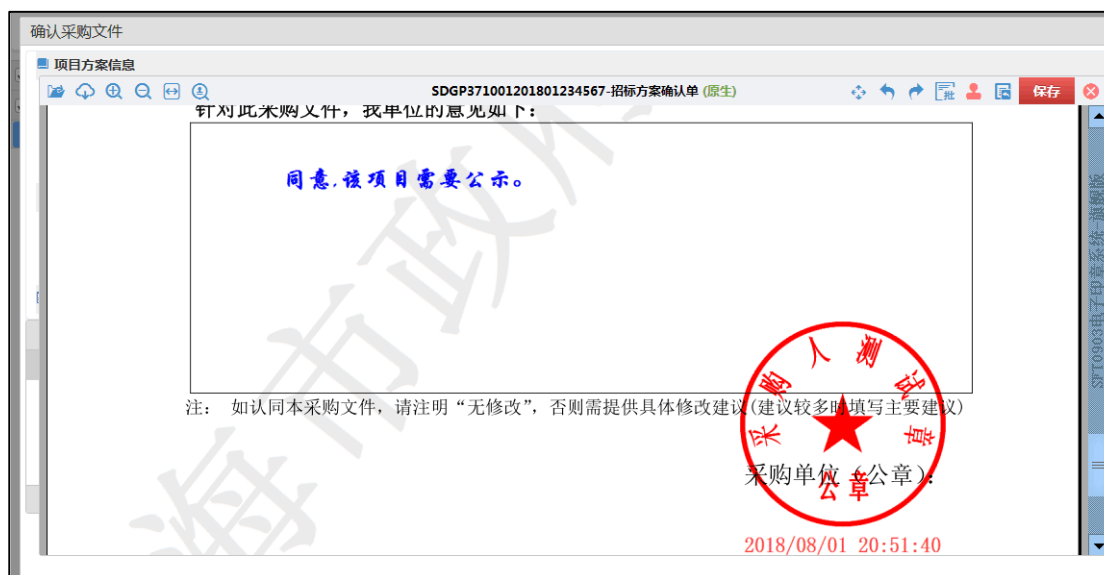 确认采购文件
项目方案信息
SDGP371001201801234567-招标方案确认单 (原生)
批
保存
针对此采购文件，我单位的意见如下：
同意,该项目需要公示。
海市政府
注： 如认同本采购文件，请注明“无修改”，否则需提供具体修改建议(建议较多时填写主要建议)
采购人测试章
采购单位（公章）：
公章
2018/08/01 20:51:40